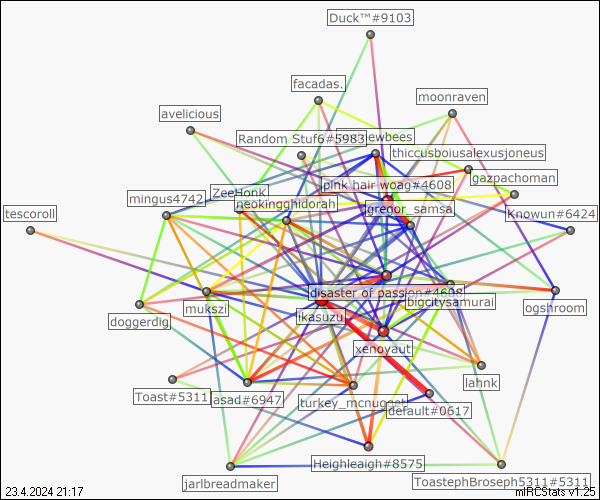 Duck™#9103
facadas.
moonraven
avelicious
Random Stuf6#5983
ewbees
thiccusboiusalexusjoneus
gazpachoman
pink hair woag#4608
mingus4742
ZeeHonk
neokingghidorah
gregor_samsa
Knowun#6424
tescoroll
disaster of passion#4608
bigcitysamurai
ogshroom
mukszi
ikasuzu
doggerdig
xenoyaut
lahnk
Toast#5311
asad#6947
turkey_mcnugget
default#0617
Heighleaigh#8575
ToastephBroseph5311#5311
jarlbreadmaker
23.4.2024 21:17
mIRCStats v1.25